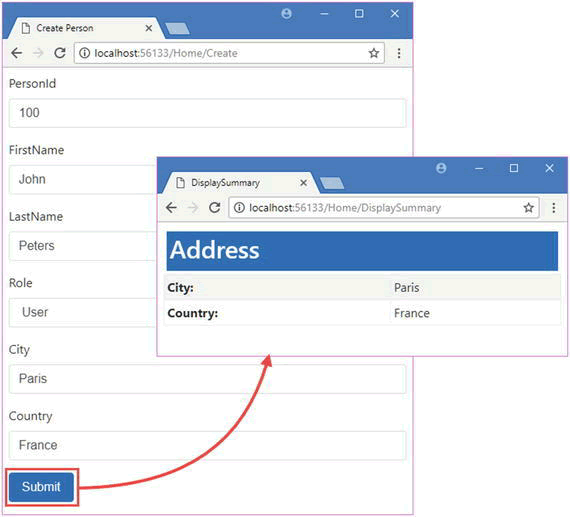 Create Person
localhost:56133/Home/Create
PersonId
100
FirstName
John
LastName
Peters
Role
User
City
Paris
Country
France
Submit
DisplaySummary
localhost:56133/Home/DisplaySummary
Address
City: Paris
Country: France